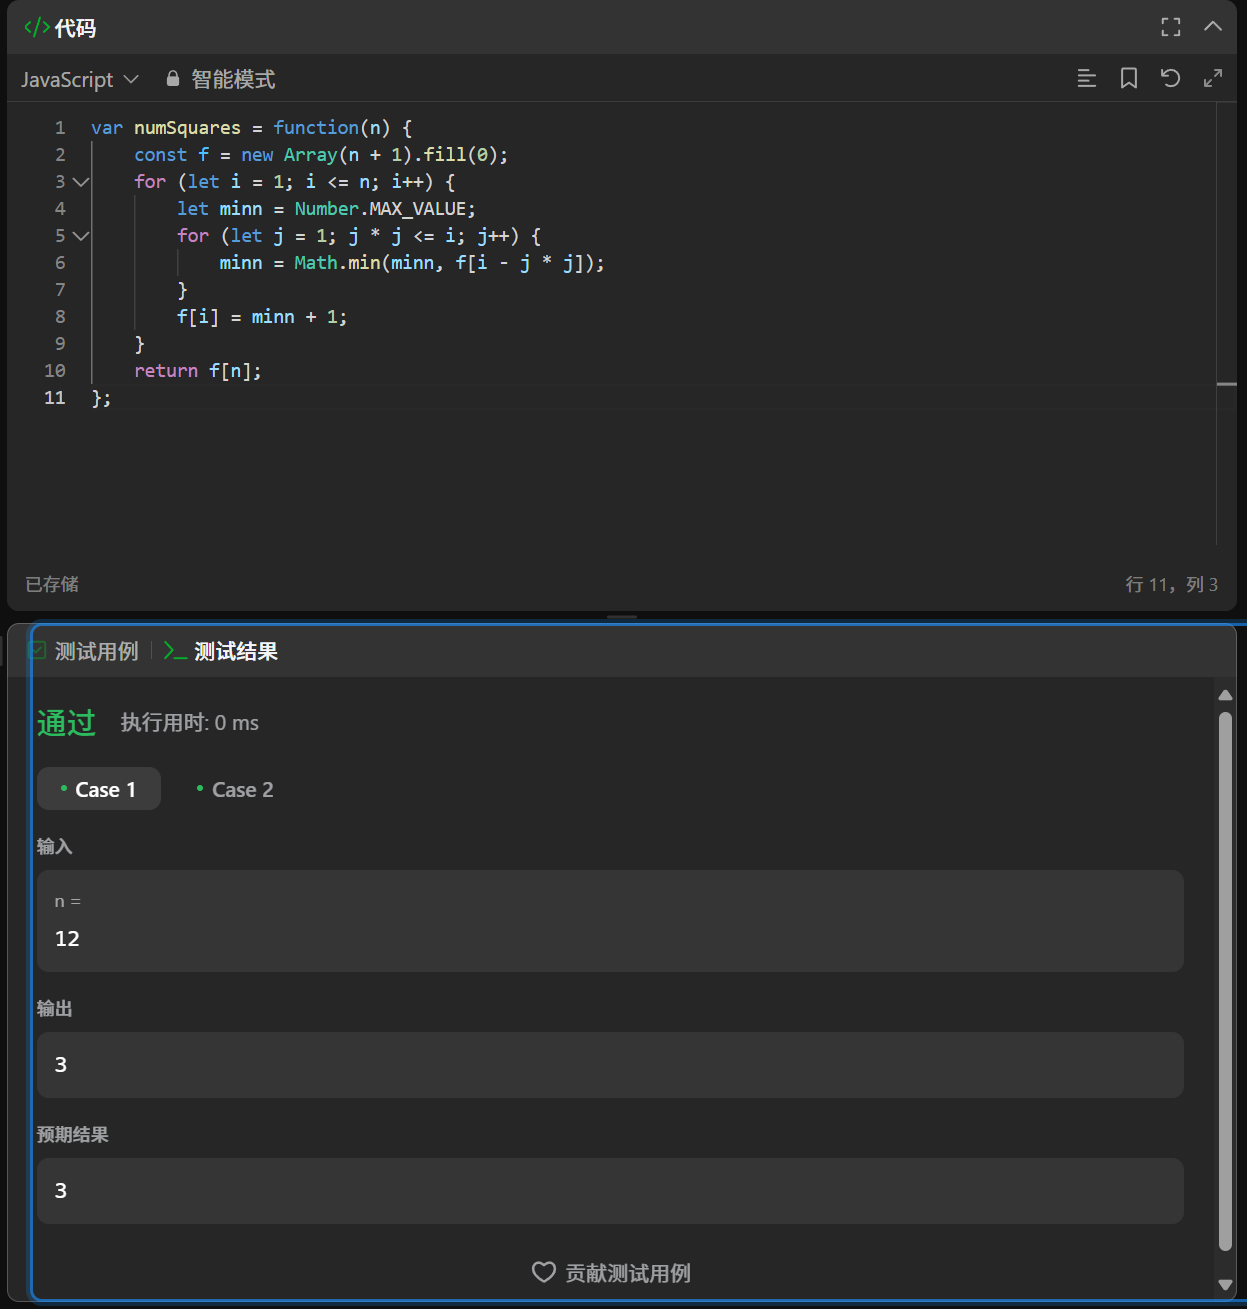 </> 代码
JavaScript 智能模式
1 var numSquares = function(n) {
2     const f = new Array(n + 1).fill(0);
3     for (let i = 1; i <= n; i++) {
4         let minn = Number.MAX_VALUE;
5         for (let j = 1; j * j <= i; j++) {
6             minn = Math.min(minn, f[i - j * j]);
7         }
8         f[i] = minn + 1;
9     }
10     return f[n];
11 };
已存储 行 11，列 3
测试用例 >_ 测试结果
通过 执行用时: 0 ms
Case 1 Case 2
输入
n =
12
输出
3
预期结果
3
贡献测试用例